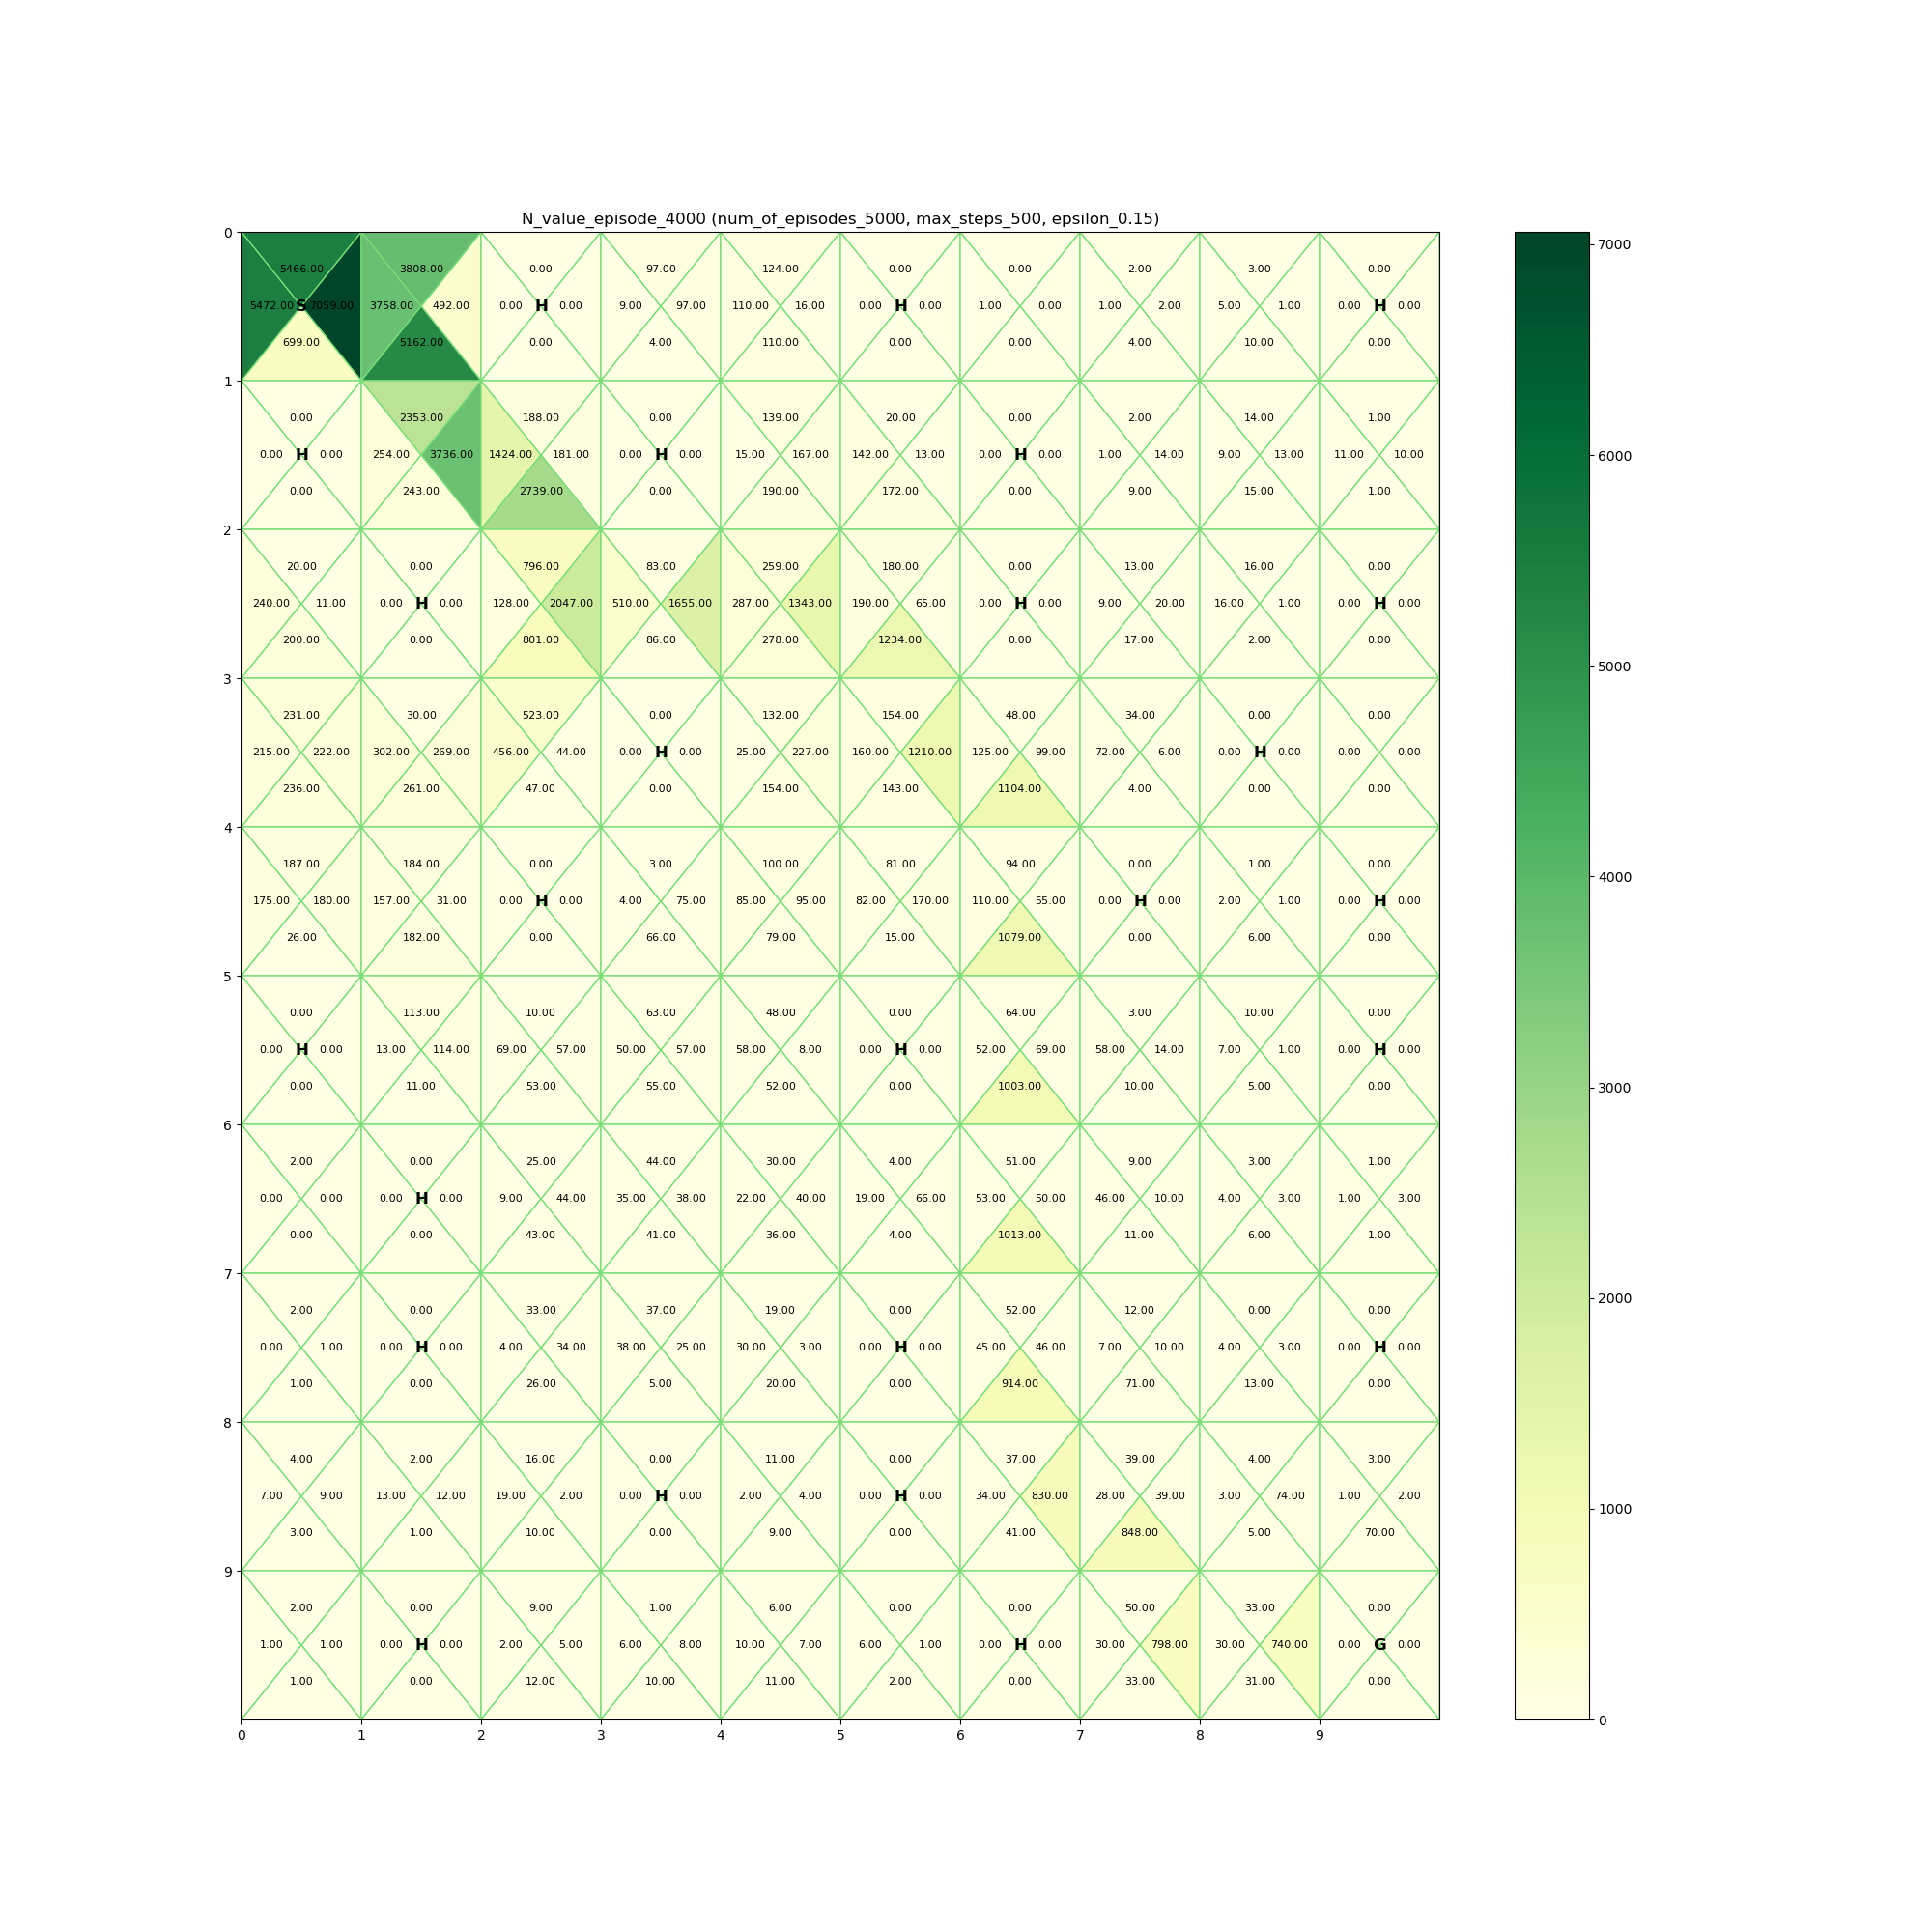 N_value_episode_4000 (num_of_episodes_5000, max_steps_500, epsilon_0.15)
0 7000
5466.00 3808.00 0.00 97.00 124.00 0.00 0.00 2.00 3.00 0.00
5472.00 S 7059.00 3758.00 492.00 0.00 H 0.00 9.00 97.00 110.00 16.00 0.00 H 0.00 1.00 0.00 1.00 2.00 5.00 1.00 0.00 H 0.00
699.00 5162.00 0.00 4.00 110.00 0.00 0.00 4.00 10.00 0.00
1
0.00 2353.00 188.00 0.00 139.00 20.00 0.00 2.00 14.00 1.00
0.00 H 0.00 254.00 3736.00 1424.00 181.00 0.00 H 0.00 15.00 167.00 142.00 13.00 0.00 H 0.00 1.00 14.00 9.00 13.00 11.00 10.00 6000
0.00 243.00 2739.00 0.00 190.00 172.00 0.00 9.00 15.00 1.00
2
20.00 0.00 796.00 83.00 259.00 180.00 0.00 13.00 16.00 0.00
240.00 11.00 0.00 H 0.00 128.00 2047.00 510.00 1655.00 287.00 1343.00 190.00 65.00 0.00 H 0.00 9.00 20.00 16.00 1.00 0.00 H 0.00
200.00 0.00 801.00 86.00 278.00 1234.00 0.00 17.00 2.00 0.00
5000
3
231.00 30.00 523.00 0.00 132.00 154.00 48.00 34.00 0.00 0.00
215.00 222.00 302.00 269.00 456.00 44.00 0.00 H 0.00 25.00 227.00 160.00 1210.00 125.00 99.00 72.00 6.00 0.00 H 0.00 0.00 0.00
236.00 261.00 47.00 0.00 154.00 143.00 1104.00 4.00 0.00 0.00
4
187.00 184.00 0.00 3.00 100.00 81.00 94.00 0.00 1.00 0.00
4000
175.00 180.00 157.00 31.00 0.00 H 0.00 4.00 75.00 85.00 95.00 82.00 170.00 110.00 55.00 0.00 H 0.00 2.00 1.00 0.00 H 0.00
26.00 182.00 0.00 66.00 79.00 15.00 1079.00 0.00 6.00 0.00
5
0.00 113.00 10.00 63.00 48.00 0.00 64.00 3.00 10.00 0.00
0.00 H 0.00 13.00 114.00 69.00 57.00 50.00 57.00 58.00 8.00 0.00 H 0.00 52.00 69.00 58.00 14.00 7.00 1.00 0.00 H 0.00
0.00 11.00 53.00 55.00 52.00 0.00 1003.00 10.00 5.00 0.00 3000
6
2.00 0.00 25.00 44.00 30.00 4.00 51.00 9.00 3.00 1.00
0.00 0.00 0.00 H 0.00 9.00 44.00 35.00 38.00 22.00 40.00 19.00 66.00 53.00 50.00 46.00 10.00 4.00 3.00 1.00 3.00
0.00 0.00 43.00 41.00 36.00 4.00 1013.00 11.00 6.00 1.00
7
2000
2.00 0.00 33.00 37.00 19.00 0.00 52.00 12.00 0.00 0.00
0.00 1.00 0.00 H 0.00 4.00 34.00 38.00 25.00 30.00 3.00 0.00 H 0.00 45.00 46.00 7.00 10.00 4.00 3.00 0.00 H 0.00
1.00 0.00 26.00 5.00 20.00 0.00 914.00 71.00 13.00 0.00
8
4.00 2.00 16.00 0.00 11.00 0.00 37.00 39.00 4.00 3.00
7.00 9.00 13.00 12.00 19.00 2.00 0.00 H 0.00 2.00 4.00 0.00 H 0.00 34.00 830.00 28.00 39.00 3.00 74.00 1.00 2.00
1000
3.00 1.00 10.00 0.00 9.00 0.00 41.00 848.00 5.00 70.00
9
2.00 0.00 9.00 1.00 6.00 0.00 0.00 50.00 33.00 0.00
1.00 1.00 0.00 H 0.00 2.00 5.00 6.00 8.00 10.00 7.00 6.00 1.00 0.00 H 0.00 30.00 798.00 30.00 740.00 0.00 G 0.00
1.00 0.00 12.00 10.00 11.00 2.00 0.00 33.00 31.00 0.00
0
0 1 2 3 4 5 6 7 8 9